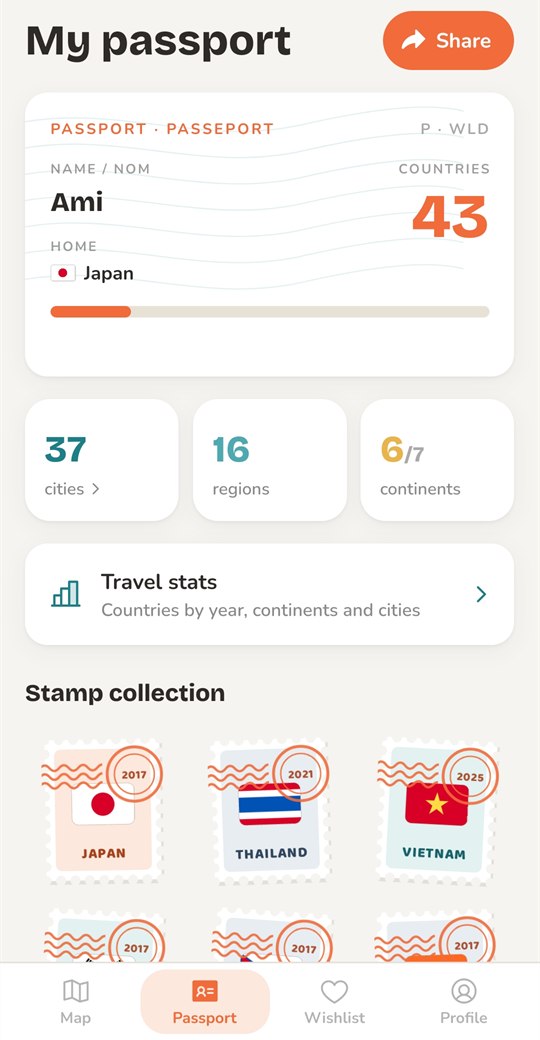 My passport
Share
PASSPORT · PASSEPORT
P · WLD
NAME / NOM
COUNTRIES
Ami
43
HOME
Japan
37
16
6/7
cities
regions
continents
Travel stats
Countries by year, continents and cities
Stamp collection
2017
2021
2025
JAPAN
THAILAND
VIETNAM
2017
2017
2017
Map
Passport
Wishlist
Profile